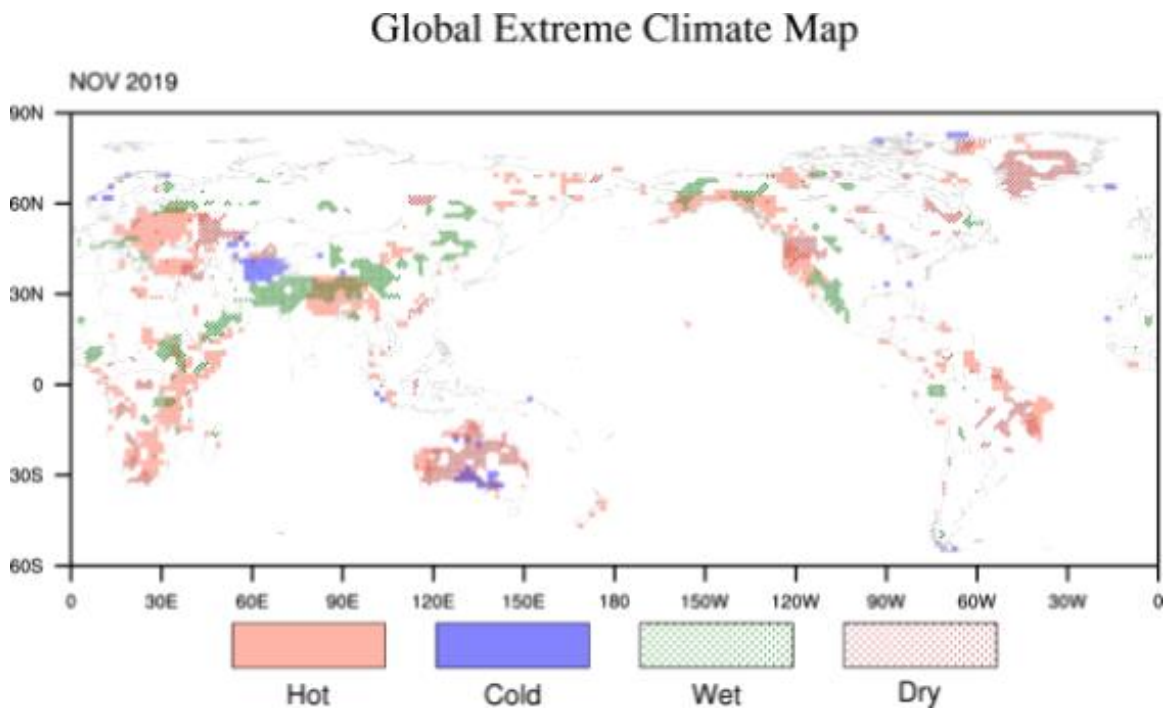 Global Extreme Climate Map
NOV 2019
90N
60N
30N
0
30S
60S
0 30E 60E 90E 120E 150E 180 150W 120W 90W 60W 30W 0
Hot Cold Wet Dry